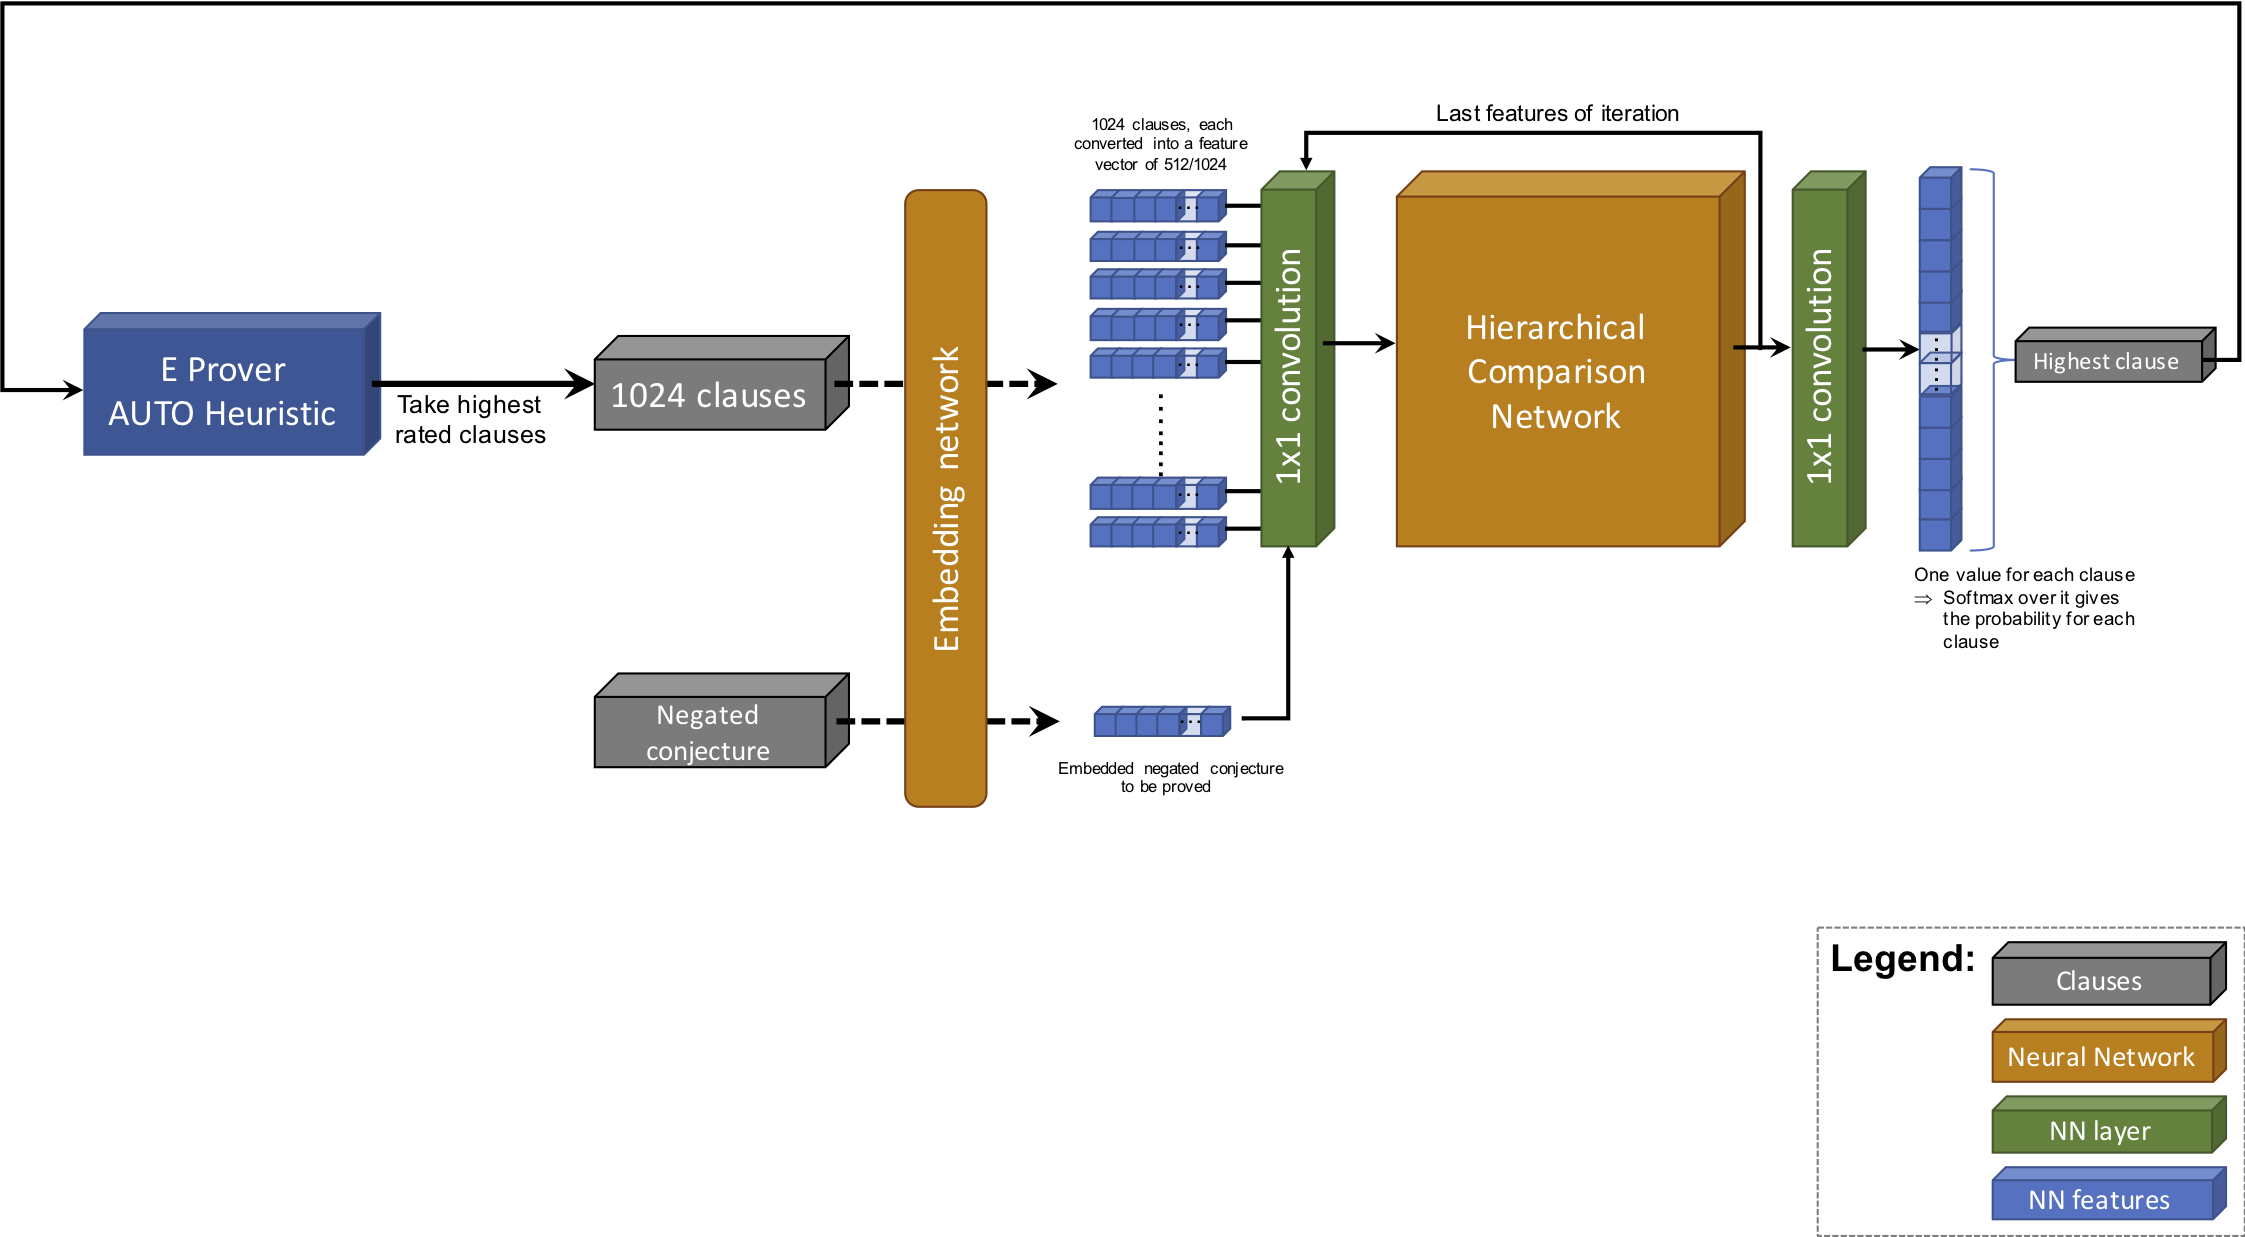 E Prover
AUTO Heuristic
Take highest
rated clauses
1024 clauses
Negated
conjecture
Embedding network
1024 clauses, each
converted into a feature
vector of 512/1024
Embedded negated conjecture
to be proved
1x1 convolution
Last features of iteration
Hierarchical
Comparison
Network
1x1 convolution
One value for each clause
⇒ Softmax over it gives
the probability for each
clause
Highest clause
Legend:
Clauses
Neural Network
NN layer
NN features